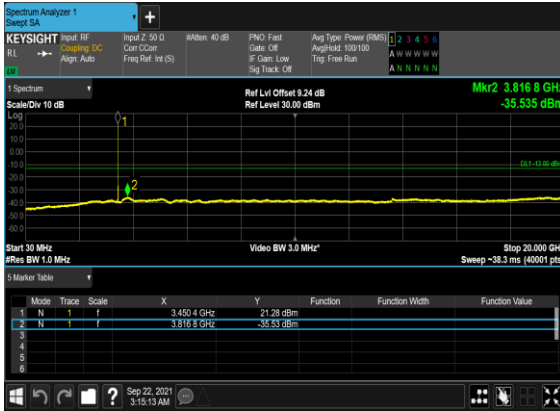 Spectrum Analyzer 1
Swept SA
+
KEYSIGHT Input: RF Input Z: 50 Ω #Atten: 40 dB PNO: Fast Avg Type: Power (RMS) 1 2 3 4 5 6
RL Coupling: DC Corr CCorr Gate: Off Avg|Hold: 100/100 A W W W W W
Align: Auto Freq Ref: Int (S) IF Gain: Low Trig: Free Run
Sig Track: Off A N N N N N
1 Spectrum Ref Lvl Offset 9.24 dB Mkr2 3.816 8 GHz
Scale/Div 10 dB Ref Level 30.00 dBm -35.535 dBm
Log
1
20.0
10.0
0.00
-10.0 DL1 -13.00 dBm
-20.0
-30.0 2
-40.0
-50.0
-60.0
Start 30 MHz Video BW 3.0 MHz* Stop 20.000 GHz
#Res BW 1.0 MHz Sweep ~38.3 ms (40001 pts)
5 Marker Table
Mode Trace Scale X Y Function Function Width Function Value
1 N 1 f 3.450 4 GHz 21.28 dBm
2 N 1 f 3.816 8 GHz -35.53 dBm
3
4
5
6
? Sep 22, 2021
3:15:13 AM